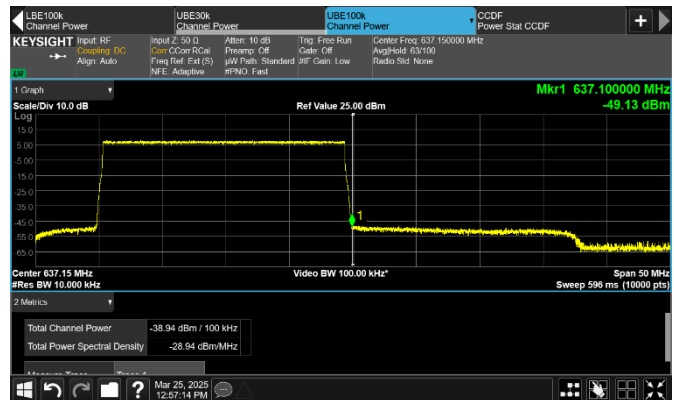 LBE100k
Channel Power
UBE30k
Channel Power
UBE100k
Channel Power
CCDF
Power Stat CCDF
KEYSIGHT
Input: RF
Coupling: DC
Align: Auto
Input Z: 50 Ω
Corr CCorr RCal
Freq Ref: Ext (S)
NFE: Adaptive
Atten: 10 dB
Preamp: Off
µW Path: Standard
#PNO: Fast
Trig: Free Run
Gate: Off
#IF Gain: Low
Center Freq: 637.150000 MHz
Avg|Hold: 63/100
Radio Std: None
LXI
1 Graph
Scale/Div 10.0 dB
Ref Value 25.00 dBm
Mkr1 637.100000 MHz
-49.13 dBm
Log
15.0
5.00
-5.00
-15.0
-25.0
-35.0
-45.0
-55.0
-65.0
1
Center 637.15 MHz
#Res BW 10.000 kHz
Video BW 100.00 kHz*
Span 50 MHz
Sweep 596 ms (10000 pts)
2 Metrics
Total Channel Power -38.94 dBm / 100 kHz
Total Power Spectral Density -28.94 dBm/MHz
Mar 25, 2025
12:57:14 PM